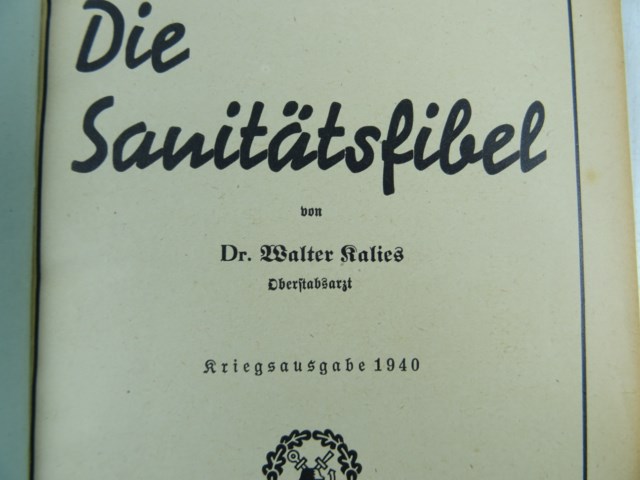 Die
Sanitätsfibel
von
Dr. Walter Kalies
Oberstabsarzt
Kriegsausgabe 1940